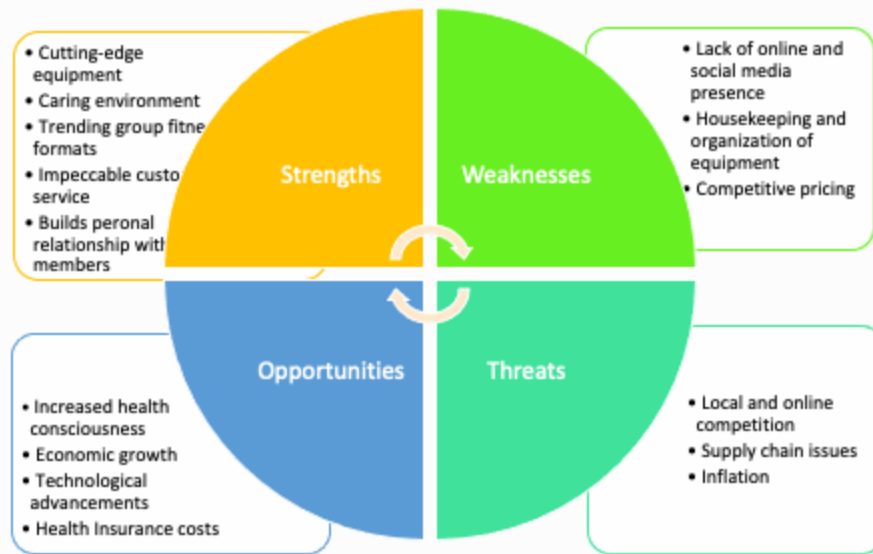 • Cutting-edge
equipment
• Caring environment
• Trending group fitne
formats
• Impeccable custo
service
• Builds peronal
relationship with
members
Strengths
Weaknesses
• Lack of online and
social media
presence
• Housekeeping and
organization of
equipment
• Competitive pricing
Opportunities
Threats
• Increased health
consciousness
• Economic growth
• Technological
advancements
• Health Insurance costs
• Local and online
competition
• Supply chain issues
• Inflation